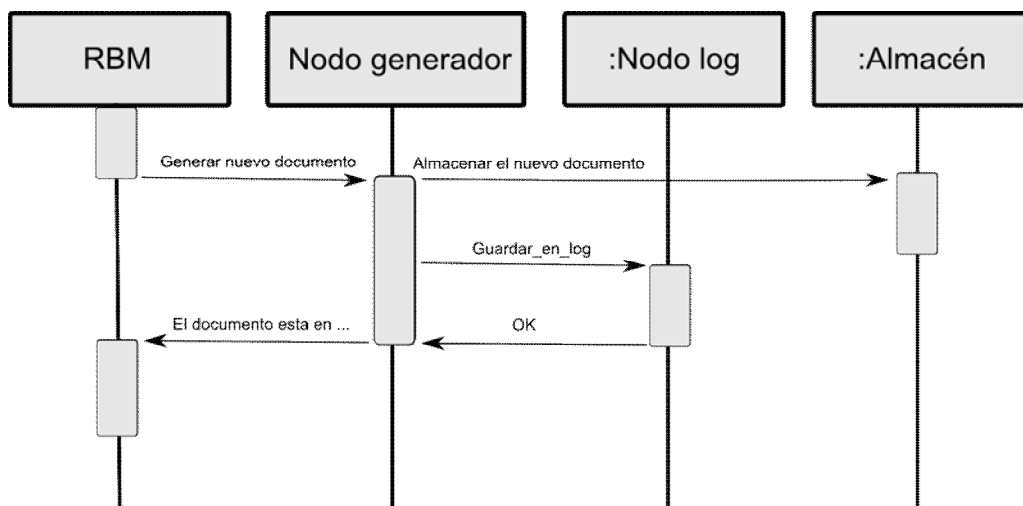 RBM
Nodo generador
:Nodo log
:Almacén
Generar nuevo documento
Almacenar el nuevo documento
Guardar_en_log
El documento esta en ...
OK